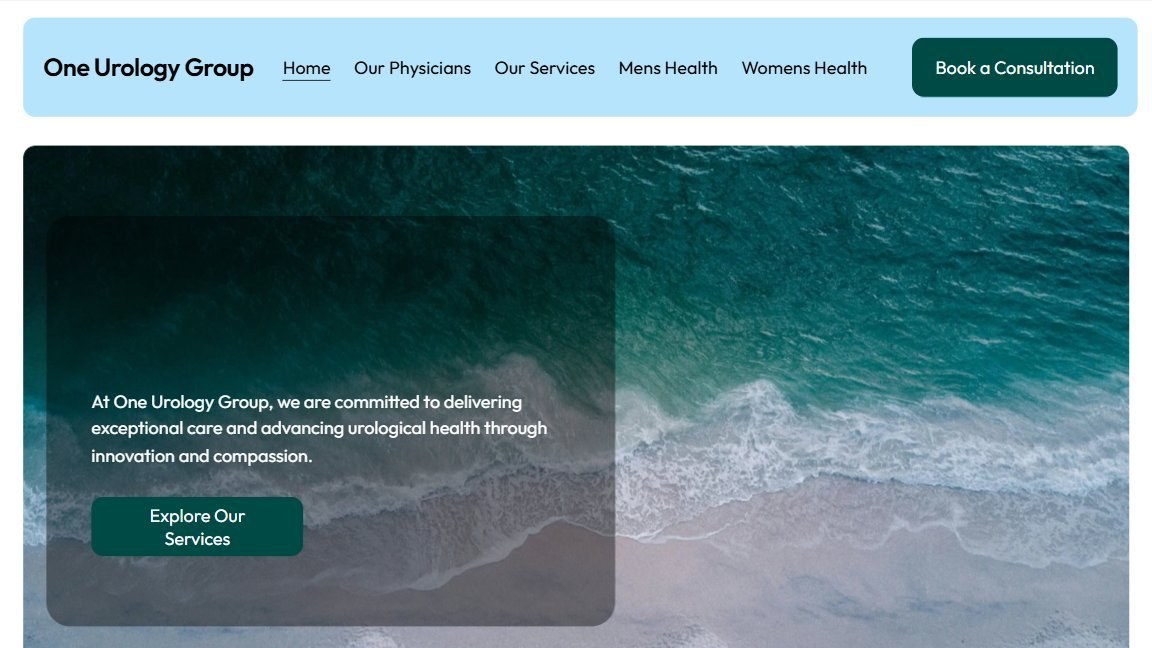 One Urology Group
Home
Our Physicians
Our Services
Mens Health
Womens Health
Book a Consultation
At One Urology Group, we are committed to delivering
exceptional care and advancing urological health through
innovation and compassion.
Explore Our
Services